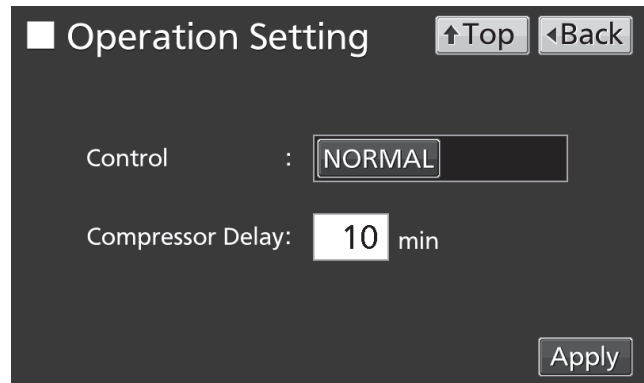 Operation Setting
Top
Back
Control :
NORMAL
Compressor Delay:
10 min
Apply